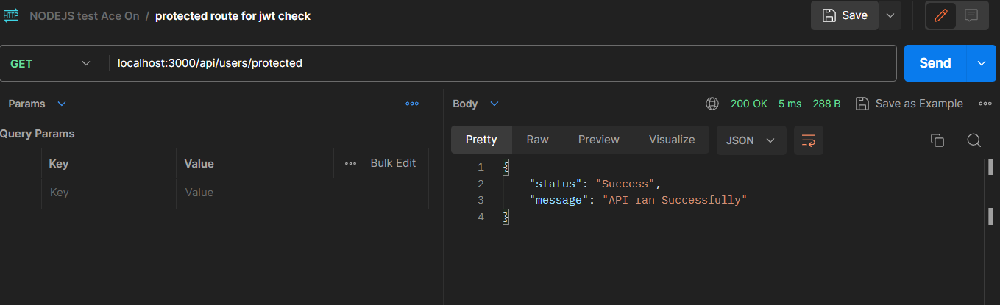 HTTP NODEJS test Ace On / protected route for jwt check Save
GET localhost:3000/api/users/protected Send
Params ••• Body 200 OK 5 ms 288 B Save as Example •••
Query Params
Pretty Raw Preview Visualize JSON
Key Value ••• Bulk Edit
Key Value
1 {
2 "status": "Success",
3 "message": "API ran Successfully"
4 }